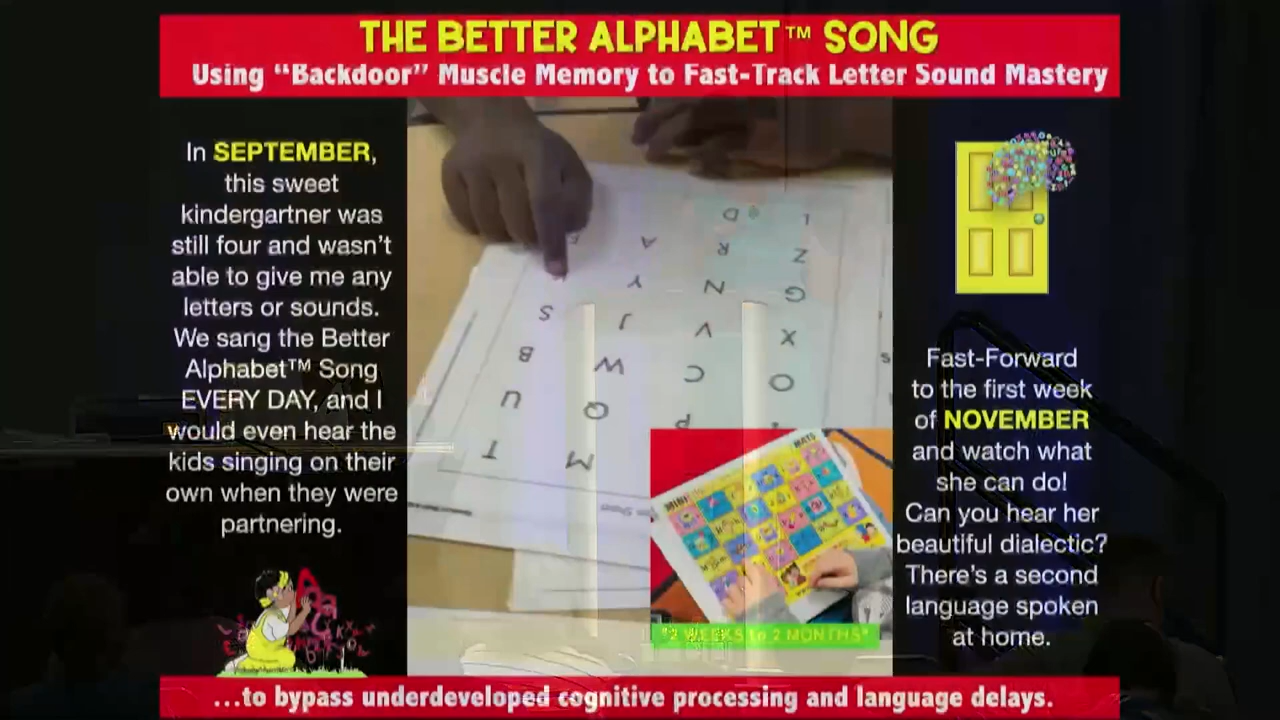 THE BETTER ALPHABET™ SONG
Using “Backdoor” Muscle Memory to Fast-Track Letter Sound Mastery
In SEPTEMBER,
this sweet
kindergartner was
still four and wasn’t
able to give me any
letters or sounds.
We sang the Better
Alphabet™ Song
EVERY DAY, and I
would even hear the
kids singing on their
own when they were
partnering.
L
D
A
Z
R
Y
G
N
S
J
X
V
B
W
O
C
U
Q
P
T
M
MINI
MATS
"2 WEEKS to 2 MONTHS"
Fast-Forward
to the first week
of NOVEMBER
and watch what
she can do!
Can you hear her
beautiful dialectic?
There’s a second
language spoken
at home.
...to bypass underdeveloped cognitive processing and language delays.